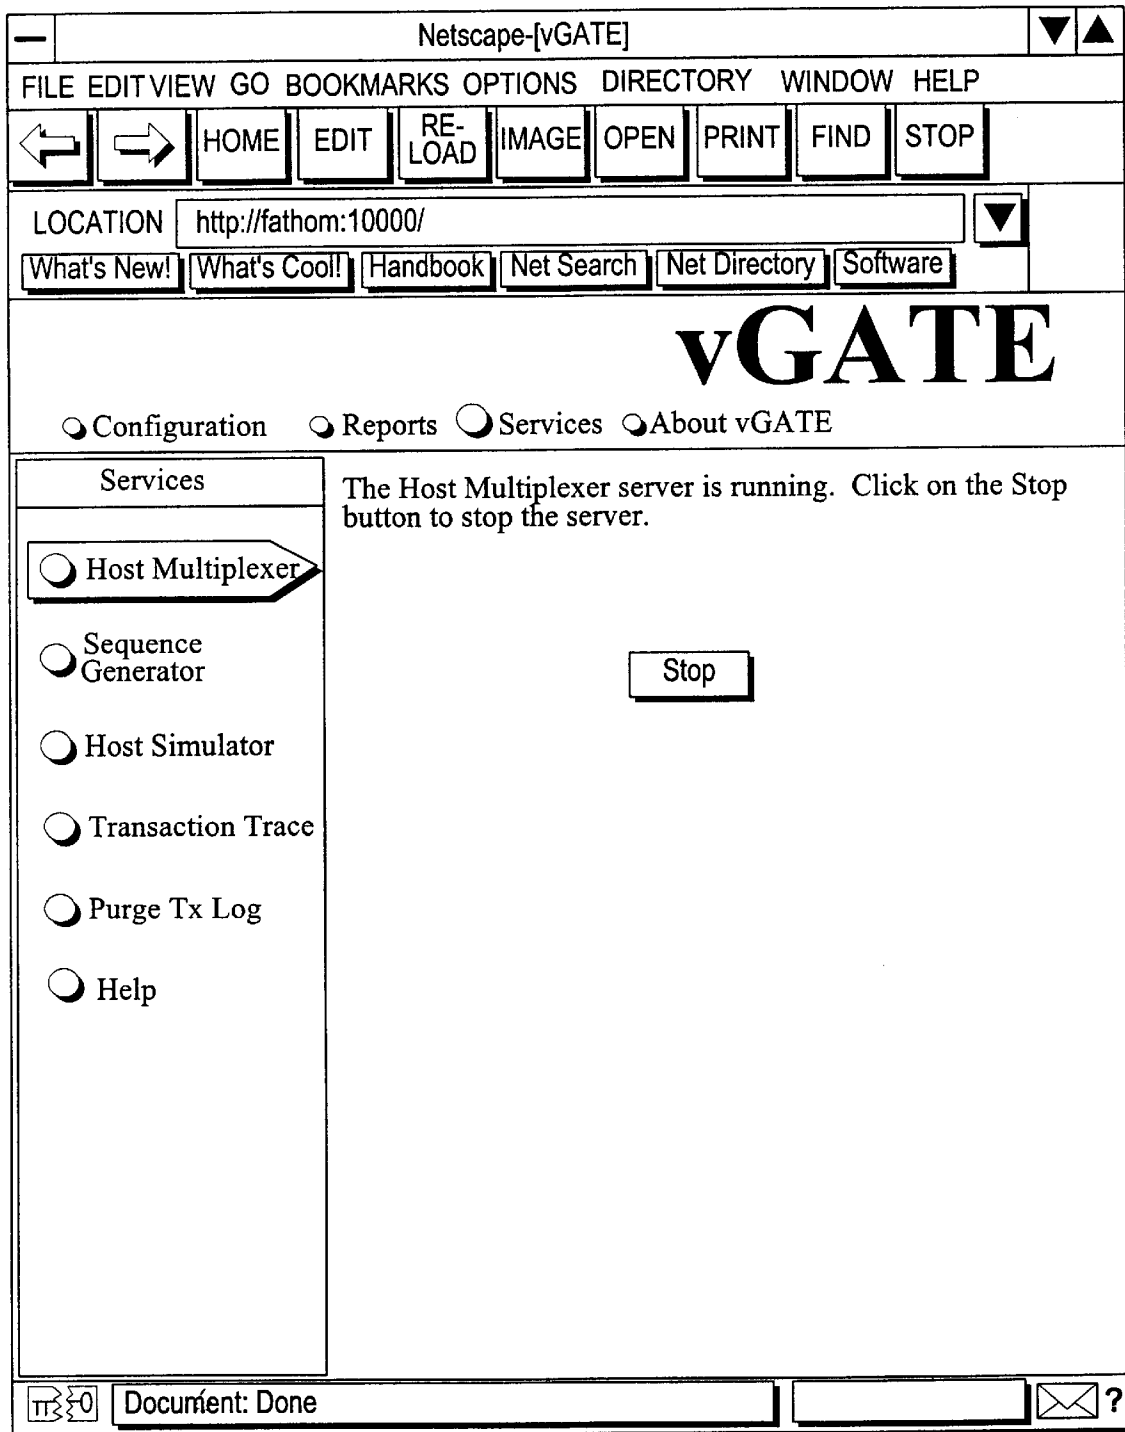 Netscape-[vGATE]
FILE EDIT VIEW GO BOOKMARKS OPTIONS DIRECTORY WINDOW HELP
HOME EDIT RE-LOAD IMAGE OPEN PRINT FIND STOP
LOCATION http://fathom:10000/
What's New! What's Cool! Handbook Net Search Net Directory Software
vGATE
Configuration Reports Services About vGATE
Services
The Host Multiplexer server is running. Click on the Stop
button to stop the server.
Host Multiplexer
Sequence
Generator
Stop
Host Simulator
Transaction Trace
Purge Tx Log
Help
Document: Done
?